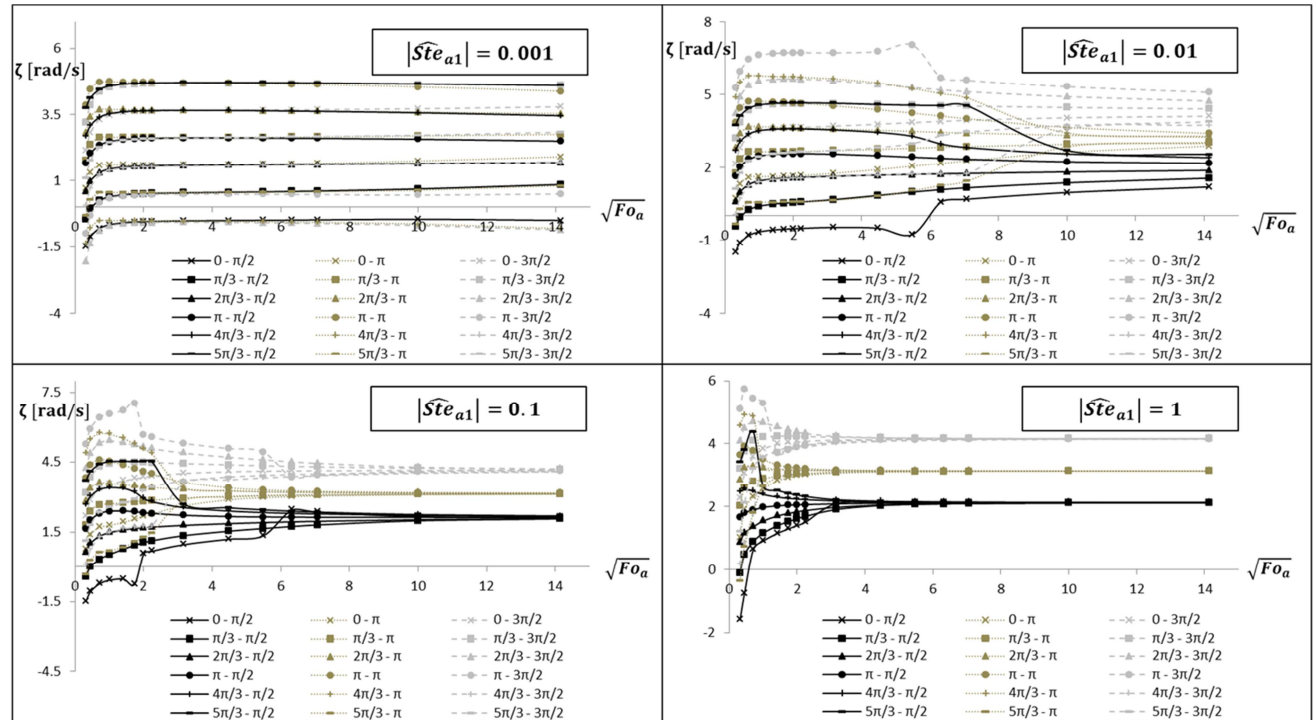 |Ŝte_a1| = 0.001
ζ [rad/s]
6
3.5
1
-1.5
-4
0 2 4 6 8 10 12 14
√Fo_a
0 - π/2 0 - π 0 - 3π/2
π/3 - π/2 π/3 - π π/3 - 3π/2
2π/3 - π/2 2π/3 - π 2π/3 - 3π/2
π - π/2 π - π π - 3π/2
4π/3 - π/2 4π/3 - π 4π/3 - 3π/2
5π/3 - π/2 5π/3 - π 5π/3 - 3π/2
|Ŝte_a1| = 0.01
ζ [rad/s]
8
5
2
-1
-4
0 2 4 6 8 10 12 14
√Fo_a
0 - π/2 0 - π 0 - 3π/2
π/3 - π/2 π/3 - π π/3 - 3π/2
2π/3 - π/2 2π/3 - π 2π/3 - 3π/2
π - π/2 π - π π - 3π/2
4π/3 - π/2 4π/3 - π 4π/3 - 3π/2
5π/3 - π/2 5π/3 - π 5π/3 - 3π/2
|Ŝte_a1| = 0.1
ζ [rad/s]
7.5
4.5
1.5
-1.5
-4.5
0 2 4 6 8 10 12 14
√Fo_a
0 - π/2 0 - π 0 - 3π/2
π/3 - π/2 π/3 - π π/3 - 3π/2
2π/3 - π/2 2π/3 - π 2π/3 - 3π/2
π - π/2 π - π π - 3π/2
4π/3 - π/2 4π/3 - π 4π/3 - 3π/2
5π/3 - π/2 5π/3 - π 5π/3 - 3π/2
|Ŝte_a1| = 1
6
4
2
0
-2
0 2 4 6 8 10 12 14
√Fo_a
0 - π/2 0 - π 0 - 3π/2
π/3 - π/2 π/3 - π π/3 - 3π/2
2π/3 - π/2 2π/3 - π 2π/3 - 3π/2
π - π/2 π - π π - 3π/2
4π/3 - π/2 4π/3 - π 4π/3 - 3π/2
5π/3 - π/2 5π/3 - π 5π/3 - 3π/2